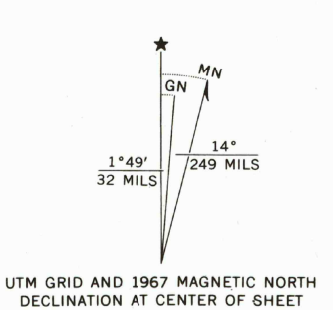 ★
MN
GN
1°49′
32 MILS
14°
249 MILS
UTM GRID AND 1967 MAGNETIC NORTH
DECLINATION AT CENTER OF SHEET